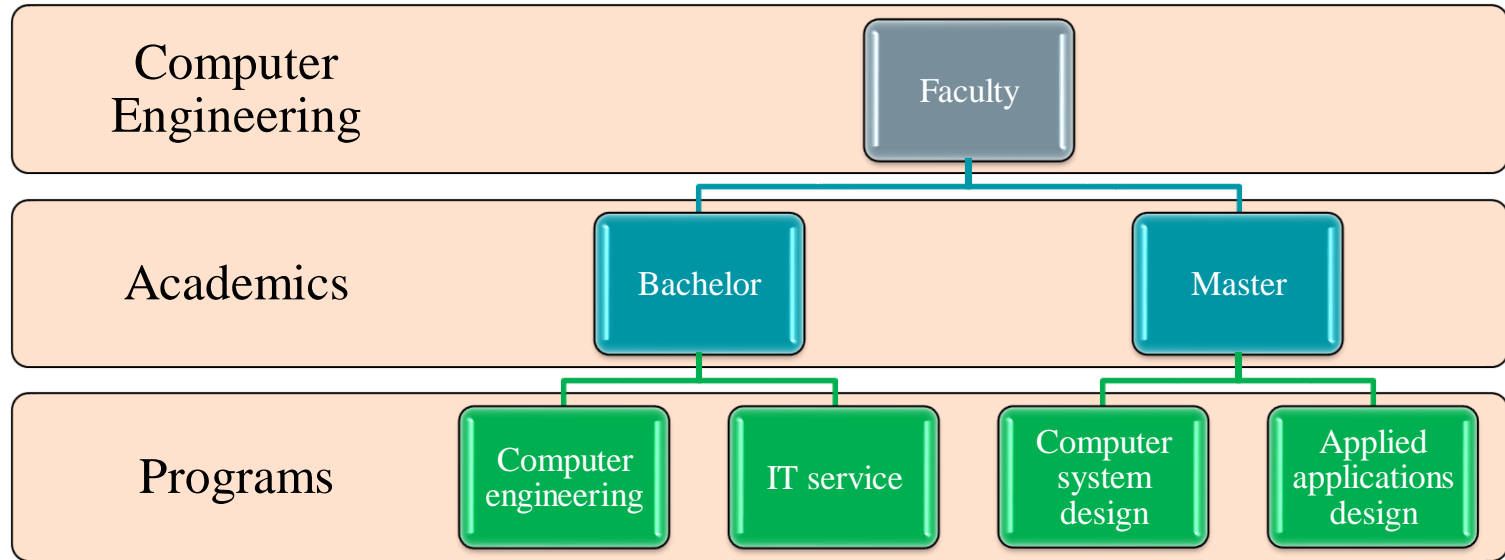 Computer
Engineering
Faculty
Academics
Bachelor
Master
Programs
Computer
engineering
IT service
Computer
system
design
Applied
applications
design